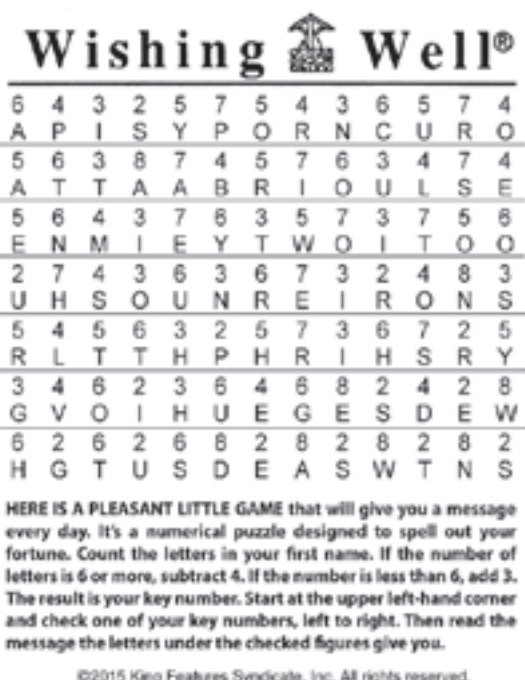 Wishing Well®
6 4 3 2 5 7 5 4 3 6 5 7 4
A P I S Y P O R N C U R O
5 6 3 8 7 4 5 7 6 3 4 7 4
A T T A A B R I O U L S E
5 6 4 3 7 6 3 5 7 3 7 5 6
E N M I E Y T W O I T O O
2 7 4 3 6 3 6 7 3 2 4 8 3
U H S O U N R E I R O N S
5 4 5 6 3 2 5 7 3 6 7 2 5
R L T T H P H R I H S R Y
3 4 6 2 3 6 4 6 8 2 4 2 8
G V O I H U E G E S D E W
6 2 6 2 6 8 2 8 2 8 2 8 2
H G T U S D E A S W T N S
HERE IS A PLEASANT LITTLE GAME that will give you a message
every day. It's a numerical puzzle designed to spell out your
fortune. Count the letters in your first name. If the number of
letters is 6 or more, subtract 4. If the number is less than 6, add 3.
The result is your key number. Start at the upper left-hand corner
and check one of your key numbers, left to right. Then read the
message the letters under the checked figures give you.
©2015 King Features Syndicate, Inc. All rights reserved.